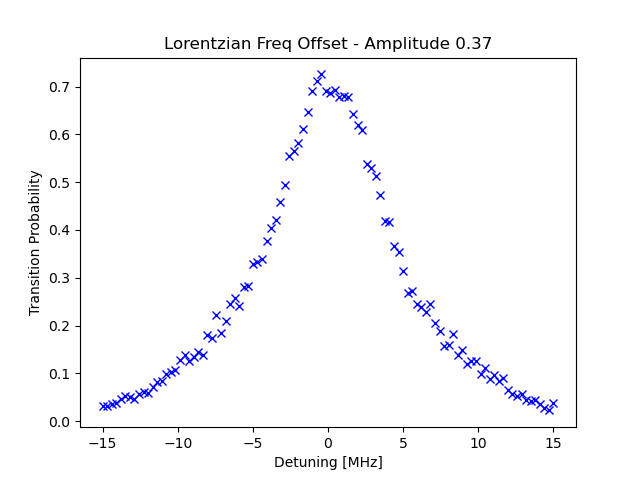 Lorentzian Freq Offset - Amplitude 0.37
Transition Probability
0.7
0.6
0.5
0.4
0.3
0.2
0.1
0.0
−15 −10 −5 0 5 10 15
Detuning [MHz]